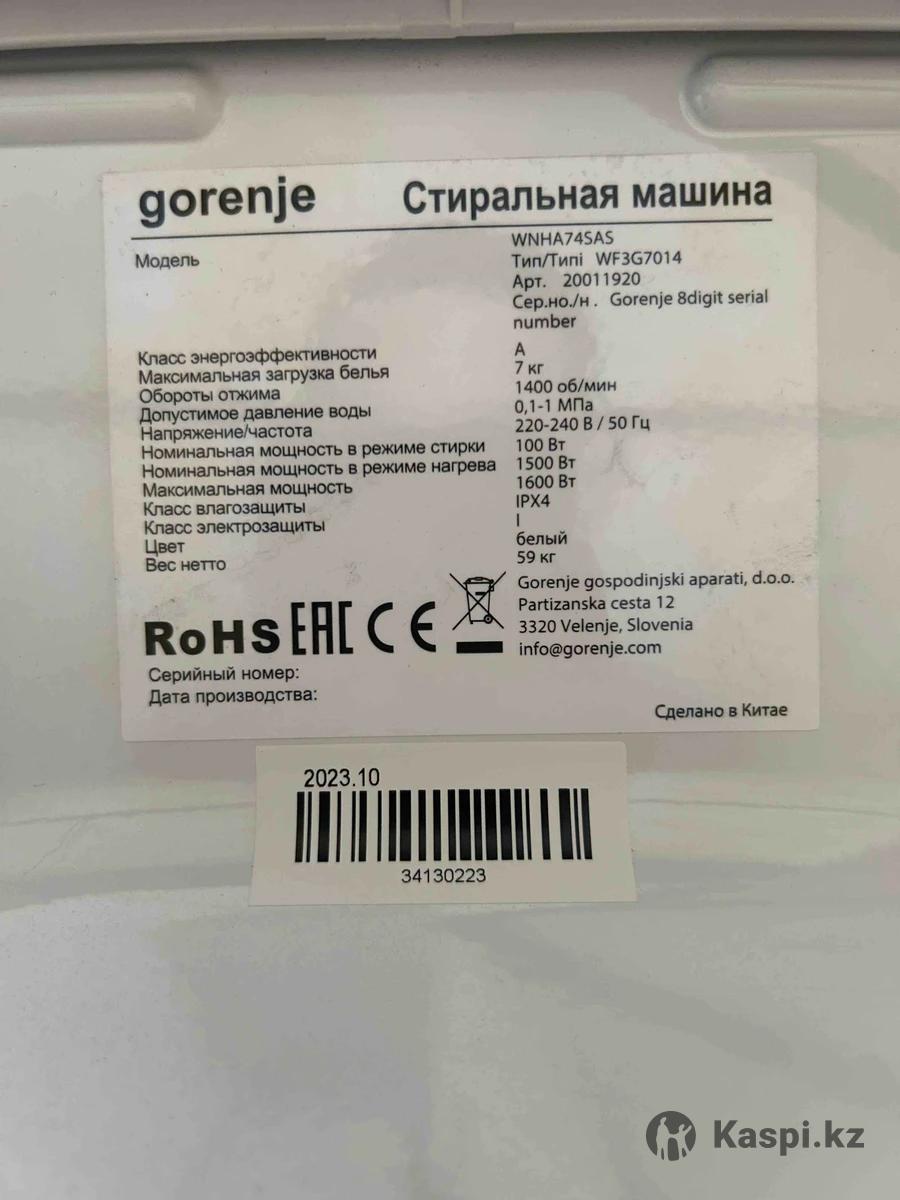 gorenje Стиральная машина
Модель WNHA74SAS
Тип/Типі WF3G7014
Арт. 20011920
Сер.но./н . Gorenje 8digit serial
number
Класс энергоэффективности A
Максимальная загрузка белья 7 кг
Обороты отжима 1400 об/мин
Допустимое давление воды 0,1-1 МПа
Напряжение/частота 220-240 В / 50 Гц
Номинальная мощность в режиме стирки 100 Вт
Номинальная мощность в режиме нагрева 1500 Вт
Максимальная мощность 1600 Вт
Класс влагозащиты IPX4
Класс электрозащиты I
Цвет белый
Вес нетто 59 кг
Gorenje gospodinjski aparati, d.o.o.
Partizanska cesta 12
3320 Velenje, Slovenia
info@gorenje.com
RoHS EAC CE
Серийный номер:
Дата производства:
Сделано в Китае
2023.10
34130223
Kaspi.kz